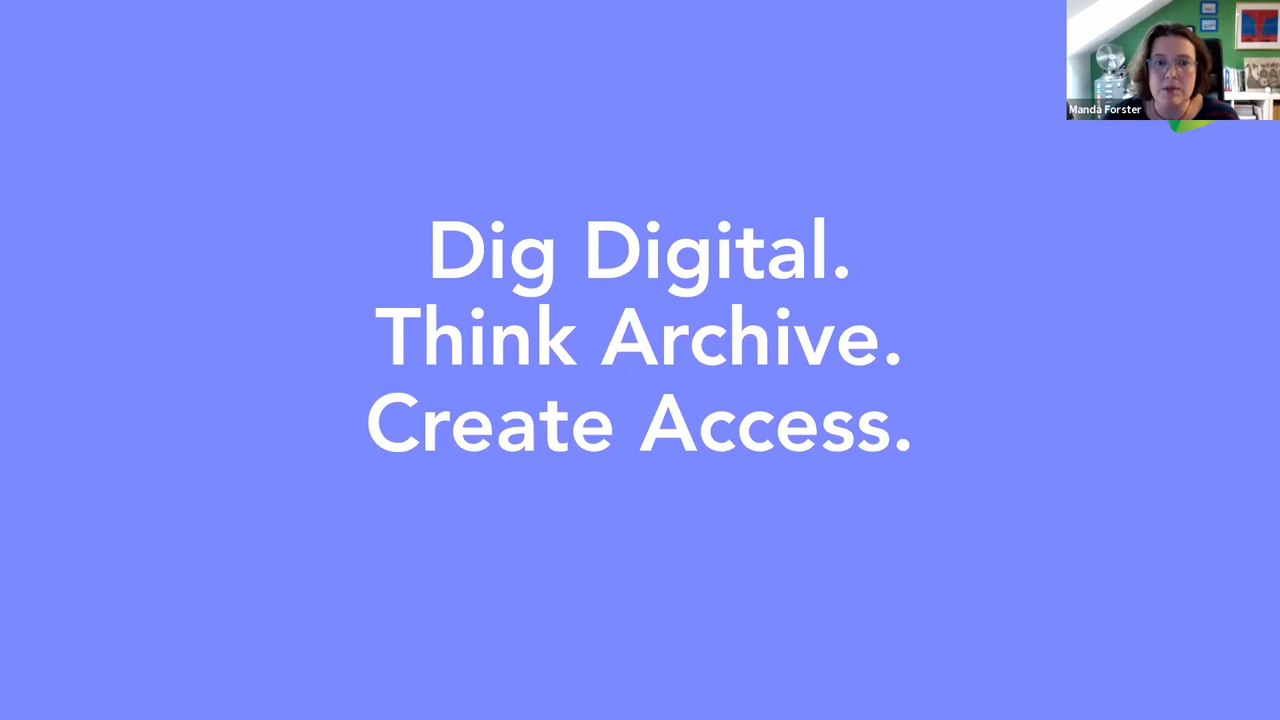 Manda Forster
Dig Digital.
Think Archive.
Create Access.